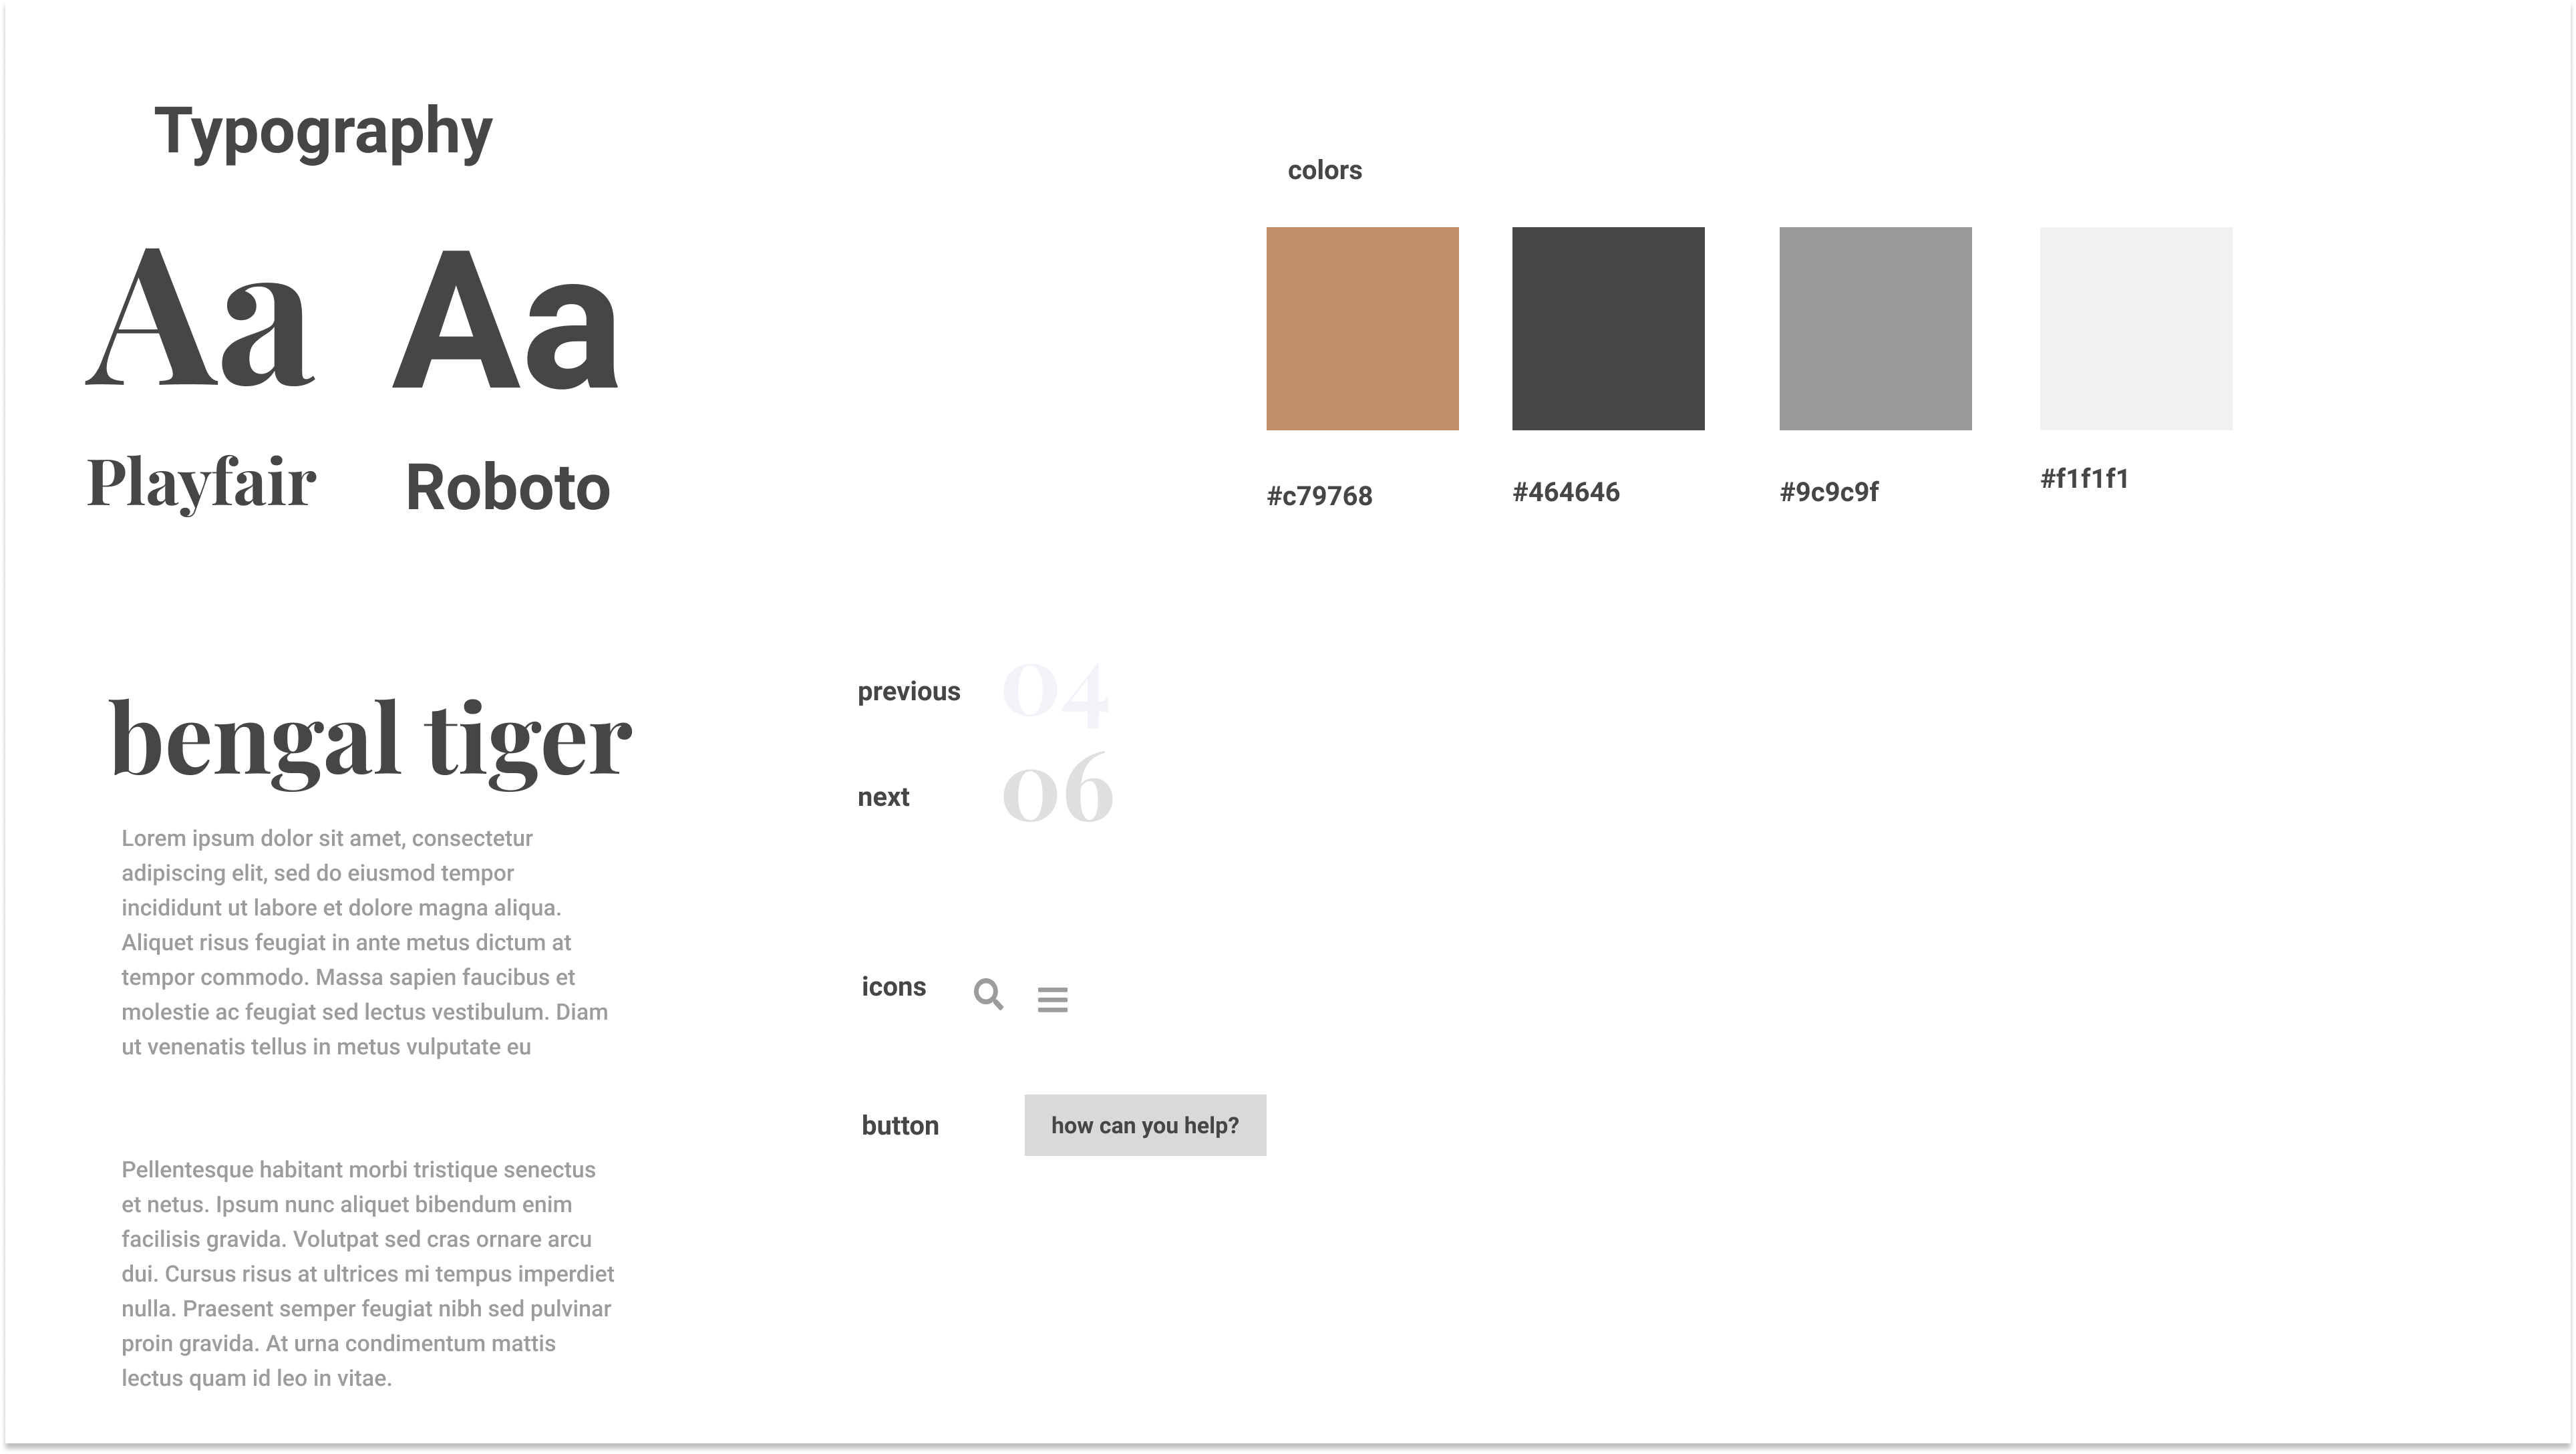 Typography
Aa Aa
Playfair Roboto
colors
#c79768 #464646 #9c9c9f #f1f1f1
bengal tiger
Lorem ipsum dolor sit amet, consectetur
adipiscing elit, sed do eiusmod tempor
incididunt ut labore et dolore magna aliqua.
Aliquet risus feugiat in ante metus dictum at
tempor commodo. Massa sapien faucibus et
molestie ac feugiat sed lectus vestibulum. Diam
ut venenatis tellus in metus vulputate eu
Pellentesque habitant morbi tristique senectus
et netus. Ipsum nunc aliquet bibendum enim
facilisis gravida. Volutpat sed cras ornare arcu
dui. Cursus risus at ultrices mi tempus imperdiet
nulla. Praesent semper feugiat nibh sed pulvinar
proin gravida. At urna condimentum mattis
lectus quam id leo in vitae.
previous 04
next 06
icons
button how can you help?